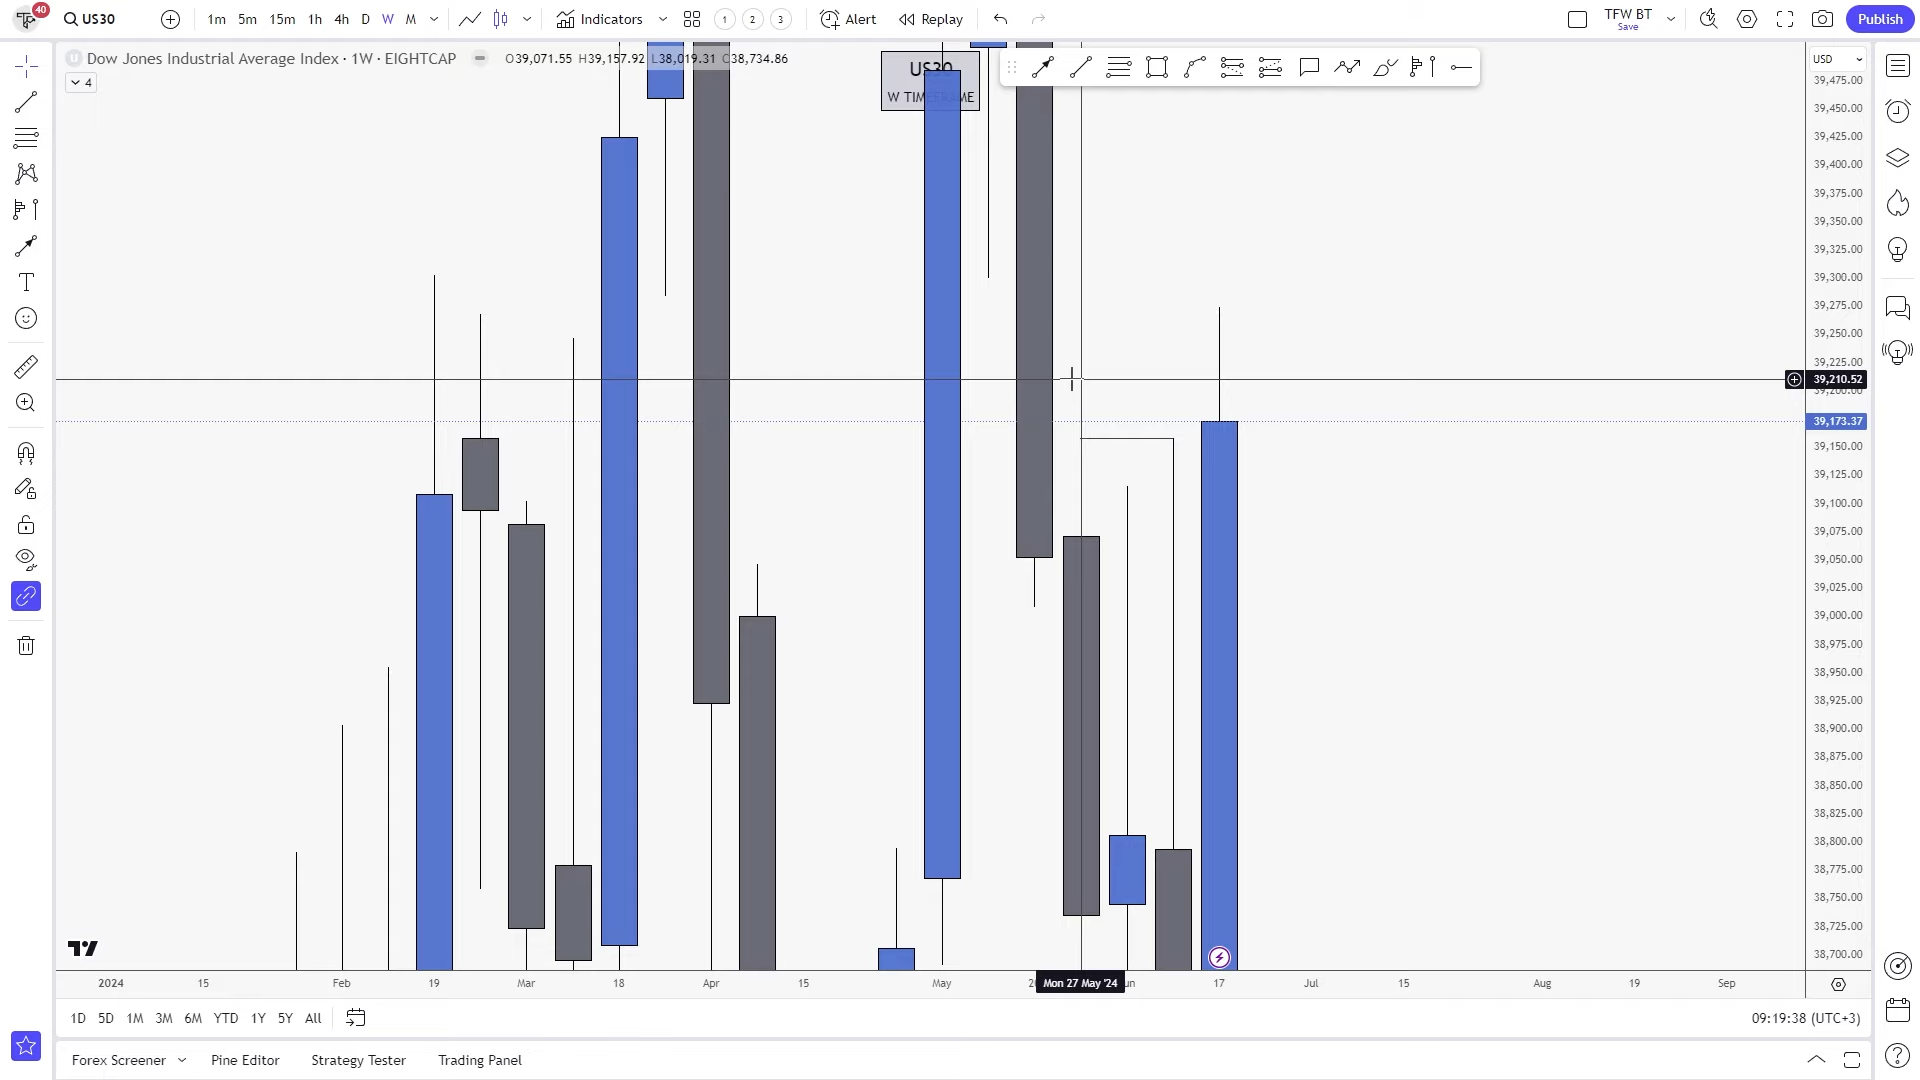 40
US30
1m 5m 15m 1h 4h D W M
Indicators
1 2 3
Alert
Replay
TFW BT
Save
Publish
Dow Jones Industrial Average Index · 1W · EIGHTCAP
O39,071.55 H39,157.92 L38,019.31 C38,734.86
4
US30
W TIMEFRAME
USD
39,475.00
39,450.00
39,425.00
39,400.00
39,375.00
39,350.00
39,325.00
39,300.00
39,275.00
39,250.00
39,225.00
39,210.52
39,200.00
39,173.37
39,150.00
39,125.00
39,100.00
39,075.00
39,050.00
39,025.00
39,000.00
38,975.00
38,950.00
38,925.00
38,900.00
38,875.00
38,850.00
38,825.00
38,800.00
38,775.00
38,750.00
38,725.00
38,700.00
2024 15 Feb 19 Mar 18 Apr 15 May Mon 27 May '24 17 Jul 15 Aug 19 Sep
1D 5D 1M 3M 6M YTD 1Y 5Y All
09:19:38 (UTC+3)
Forex Screener
Pine Editor
Strategy Tester
Trading Panel